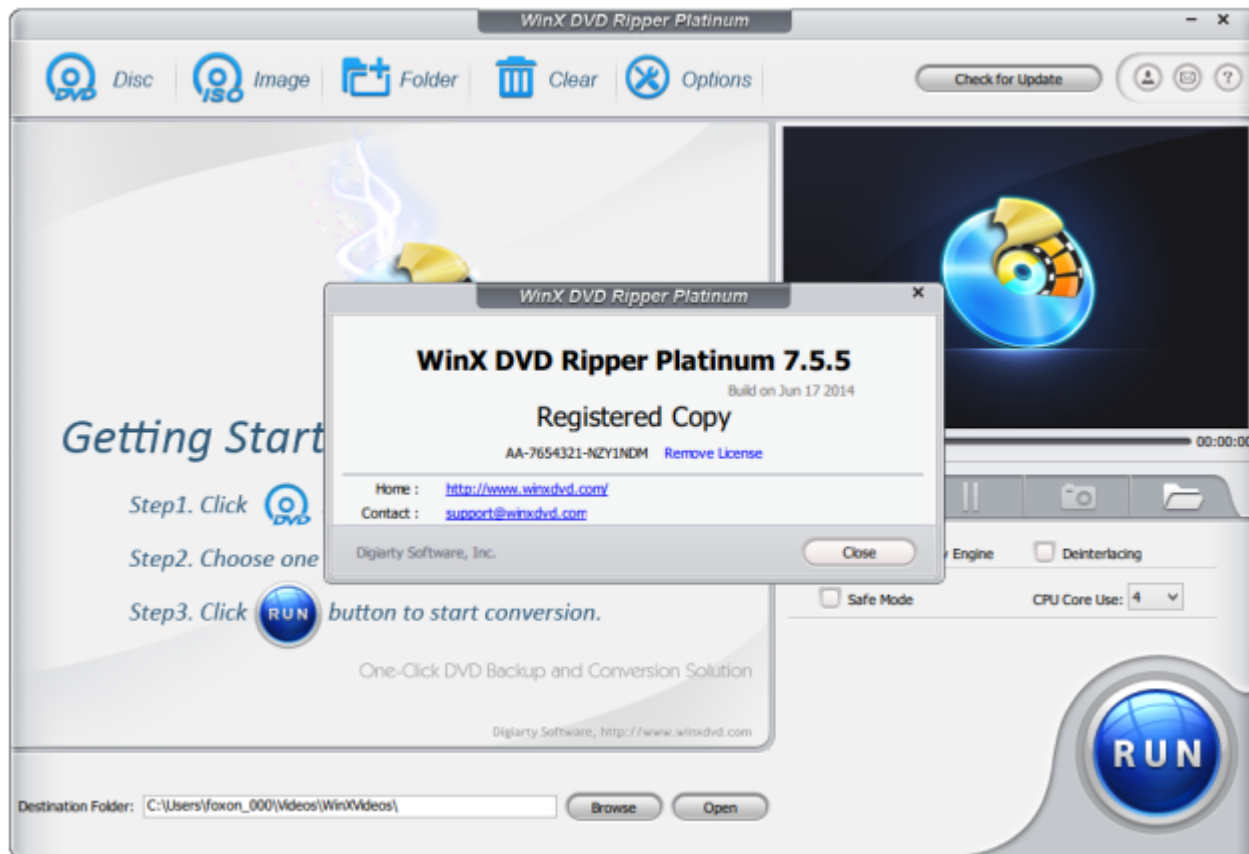 WinX DVD Ripper Platinum
DVD Disc ISO Image Folder Clear Options Check for Update ?
WinX DVD Ripper Platinum
WinX DVD Ripper Platinum 7.5.5
Build on Jun 17 2014
Registered Copy
AA-7654321-NZY1NDM Remove License
Home : http://www.winxdvd.com/
Contact : support@winxdvd.com
Digiarty Software, Inc. Close
Getting Start
00:00:00
Step1. Click DVD
Step2. Choose one
Step3. Click RUN button to start conversion.
One-Click DVD Backup and Conversion Solution
Digiarty Software, http://www.winxdvd.com
Engine Deinterlacing
Safe Mode CPU Core Use: 4
RUN
Destination Folder: C:\Users\foxon_000\Videos\WinXVideos\ Browse Open